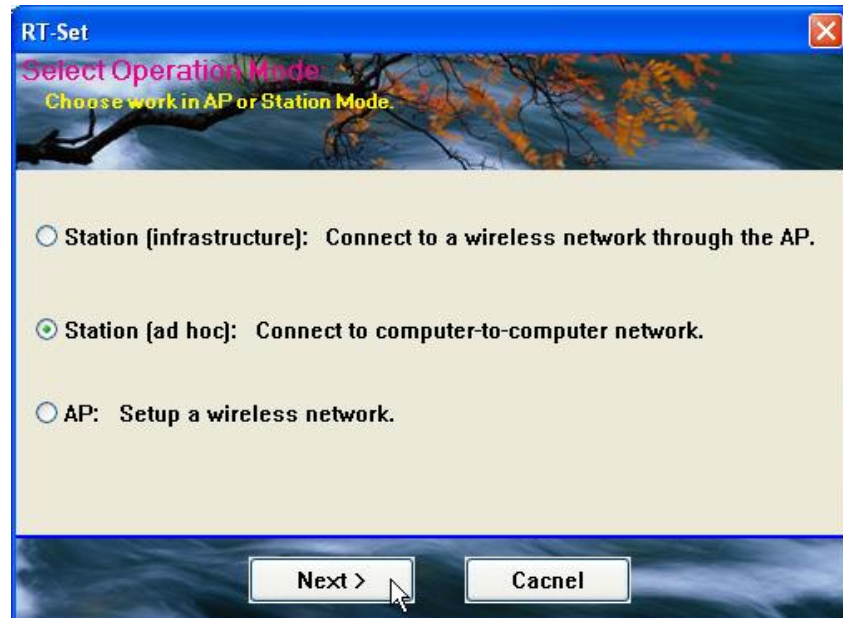 RT-Set
Select Operation Mode:
Choose work in AP or Station Mode.
Station (infrastructure): Connect to a wireless network through the AP.
Station (ad hoc): Connect to computer-to-computer network.
AP: Setup a wireless network.
Next > Cacnel